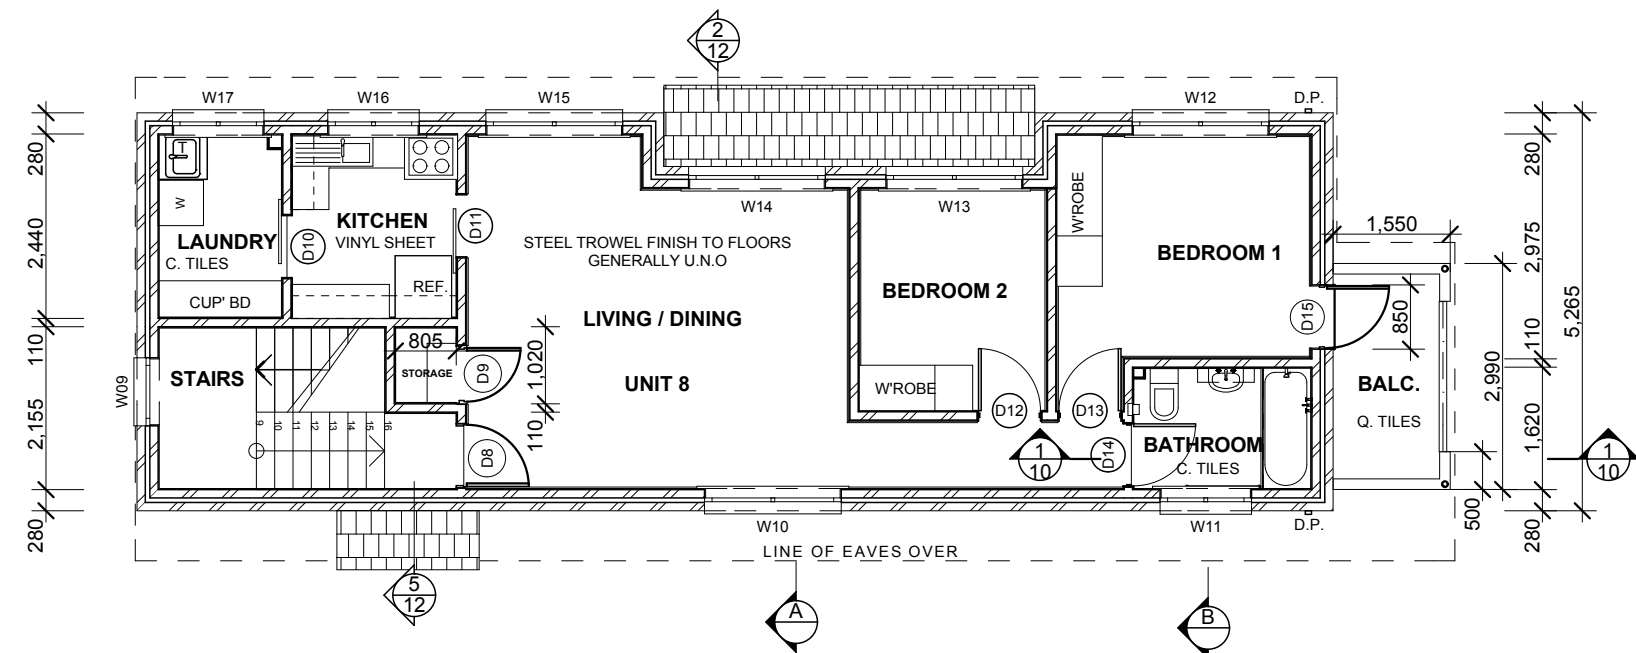 2
12
W17
W16
W15
W12
D.P.
280
2,440
110
2,155
280
T
W
LAUNDRY
C. TILES
CUP' BD
D10
KITCHEN
VINYL SHEET
REF.
D11
STEEL TROWEL FINISH TO FLOORS
GENERALLY U.N.O
W14
W13
W'ROBE
BEDROOM 1
BEDROOM 2
LIVING / DINING
UNIT 8
W'ROBE
1,550
D15
850
280
2,975
110
1,620
280
5,265
2,990
500
BALC.
Q. TILES
W09
STAIRS
805
STORAGE
D9
1,020
110
D8
9
10
11
12
13
14
15
16
D12
D13
D14
BATHROOM
C. TILES
1
10
1
10
W10
W11
D.P.
LINE OF EAVES OVER
5
12
A
B